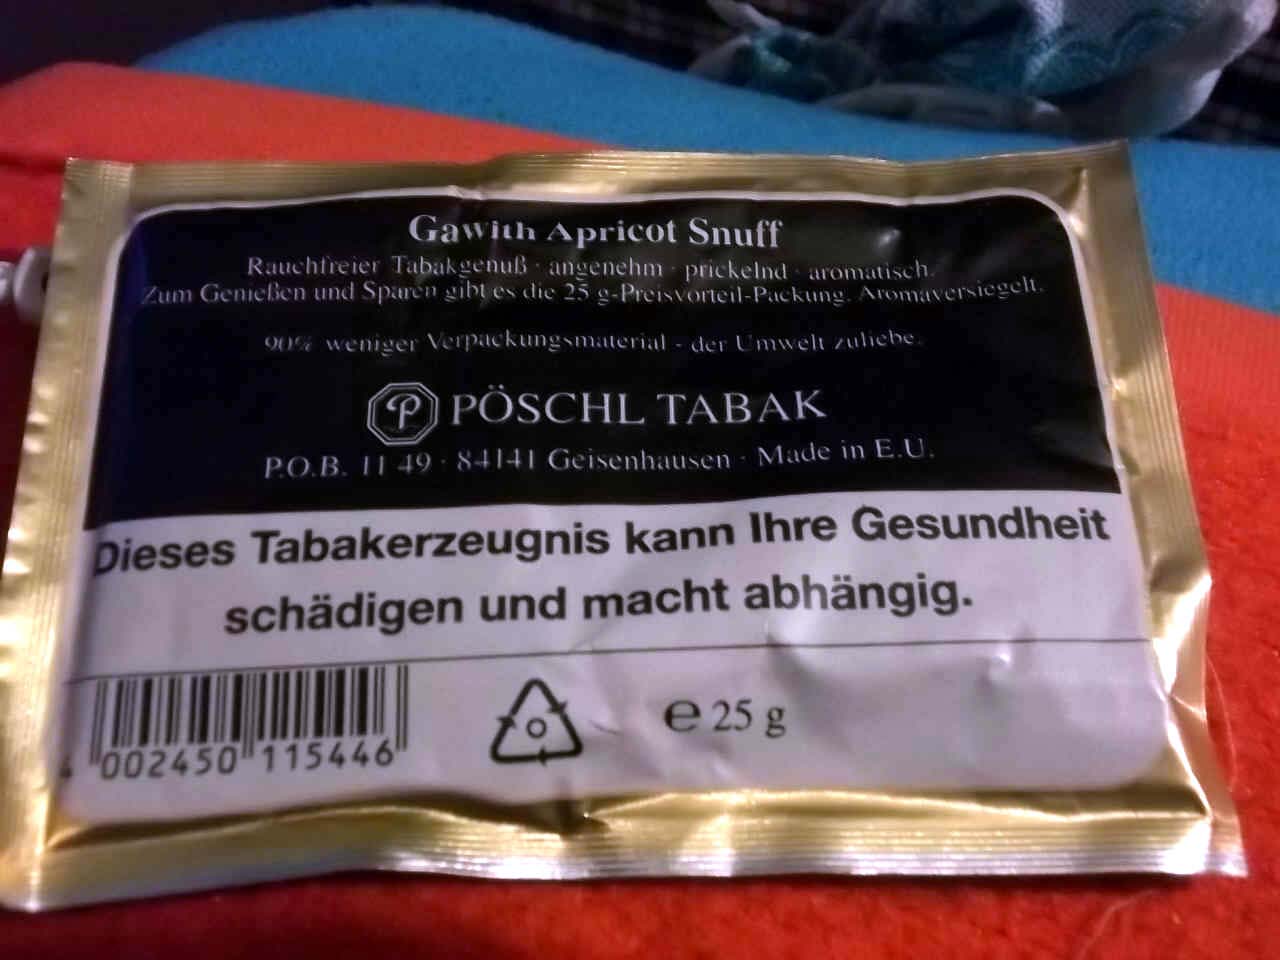 Gawith Apricot Snuff
Rauchfreier Tabakgenuß · angenehm · prickelnd · aromatisch.
Zum Genießen und Sparen gibt es die 25 g-Preisvorteil-Packung. Aromaversiegelt.
90% weniger Verpackungsmaterial - der Umwelt zuliebe.
P PÖSCHL TABAK
P.O.B. 11 49 · 84141 Geisenhausen · Made in E.U.
Dieses Tabakerzeugnis kann Ihre Gesundheit
schädigen und macht abhängig.
℮ 25 g
4 002450 115446